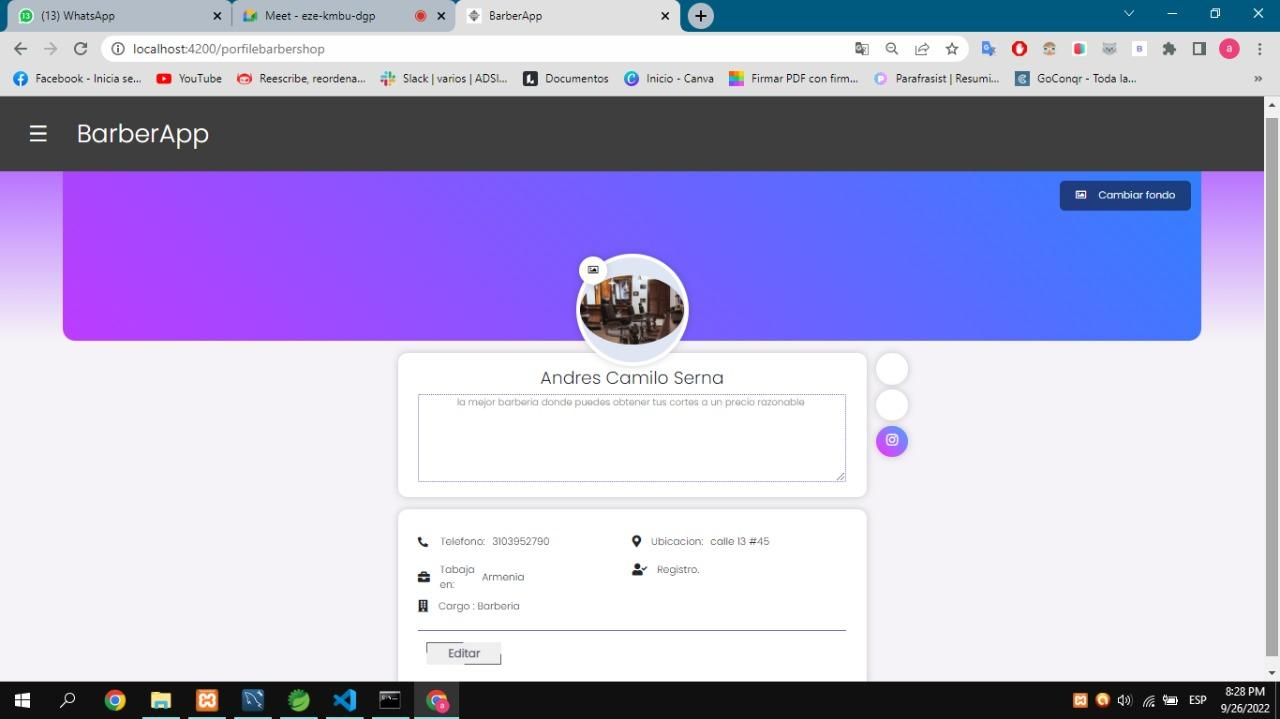 (13) WhatsApp
Meet - eze-kmbu-dgp
BarberApp
localhost:4200/porfilebarbershop
Facebook - Inicia se...
YouTube
Reescribe, reordena...
Slack | varios | ADSI...
Documentos
Inicio - Canva
Firmar PDF con firm...
Parafrasist | Resumi...
GoConqr - Toda la...
BarberApp
Cambiar fondo
Andres Camilo Serna
la mejor barberia donde puedes obtener tus cortes a un precio razonable
Telefono: 3103952790
Ubicacion: calle 13 #45
Tabaja en: Armenia
Registro.
Cargo : Barberia
Editar
ESP
8:28 PM
9/26/2022